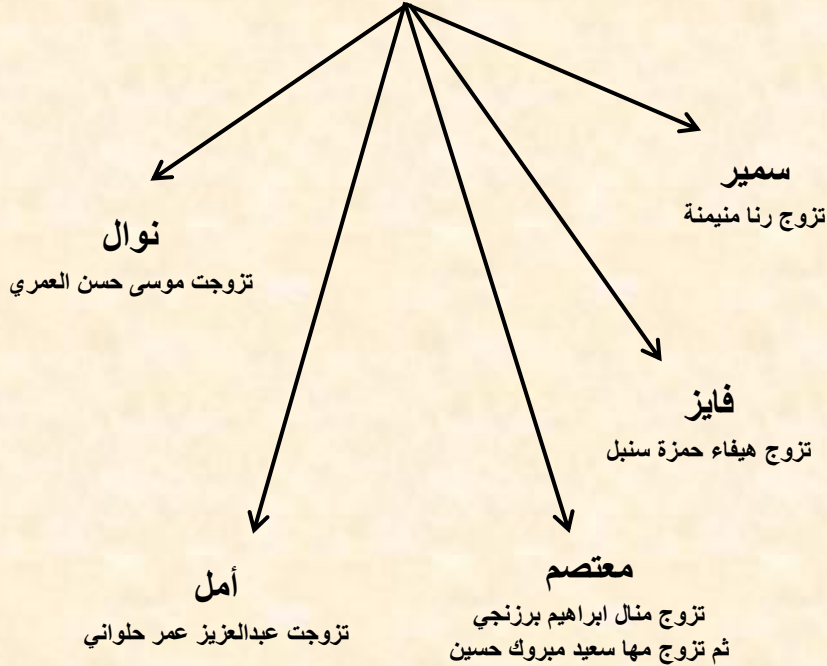 سمير
تزوج رنا منيمنة
نوال
تزوجت موسى حسن العمري
فايز
تزوج هيفاء حمزة سنبل
معتصم
تزوج منال ابراهيم برزنجي
ثم تزوج مها سعيد مبروك حسين
أمل
تزوجت عبدالعزيز عمر حلواني